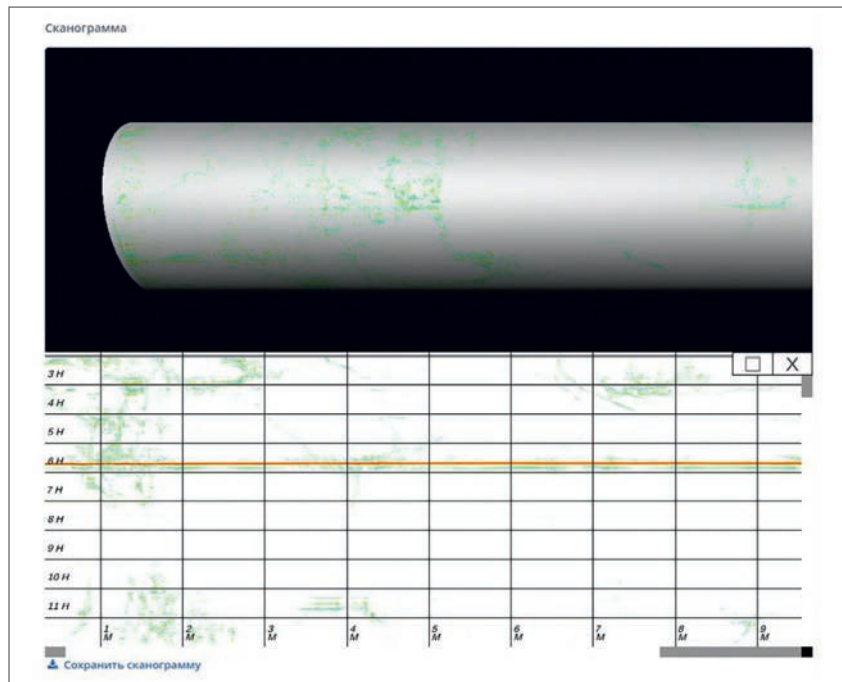 Сканограмма
X
3 H
4 H
5 H
6 H
7 H
8 H
9 H
10 H
11 H
1 M 2 M 3 M 4 M 5 M 6 M 7 M 8 M 9 M
Сохранить сканограмму